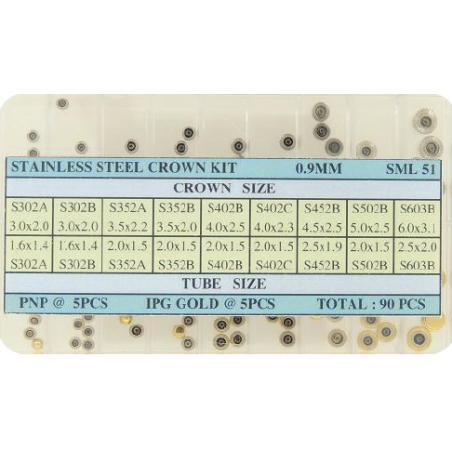 STAINLESS STEEL CROWN KIT 0.9MM SML 51
CROWN SIZE
S302A S302B S352A S352B S402B S402C S452B S502B S603B
3.0x2.0 3.0x2.0 3.5x2.2 3.5x2.0 4.0x2.5 4.0x2.3 4.5x2.5 5.0x2.5 6.0x3.1
1.6x1.4 1.6x1.4 2.0x1.5 2.0x1.5 2.0x1.5 2.0x1.5 2.5x1.9 2.0x1.5 2.5x2.0
S302A S302B S352A S352B S402B S402C S452B S502B S603B
TUBE SIZE
PNP @ 5PCS IPG GOLD @ 5PCS TOTAL : 90 PCS